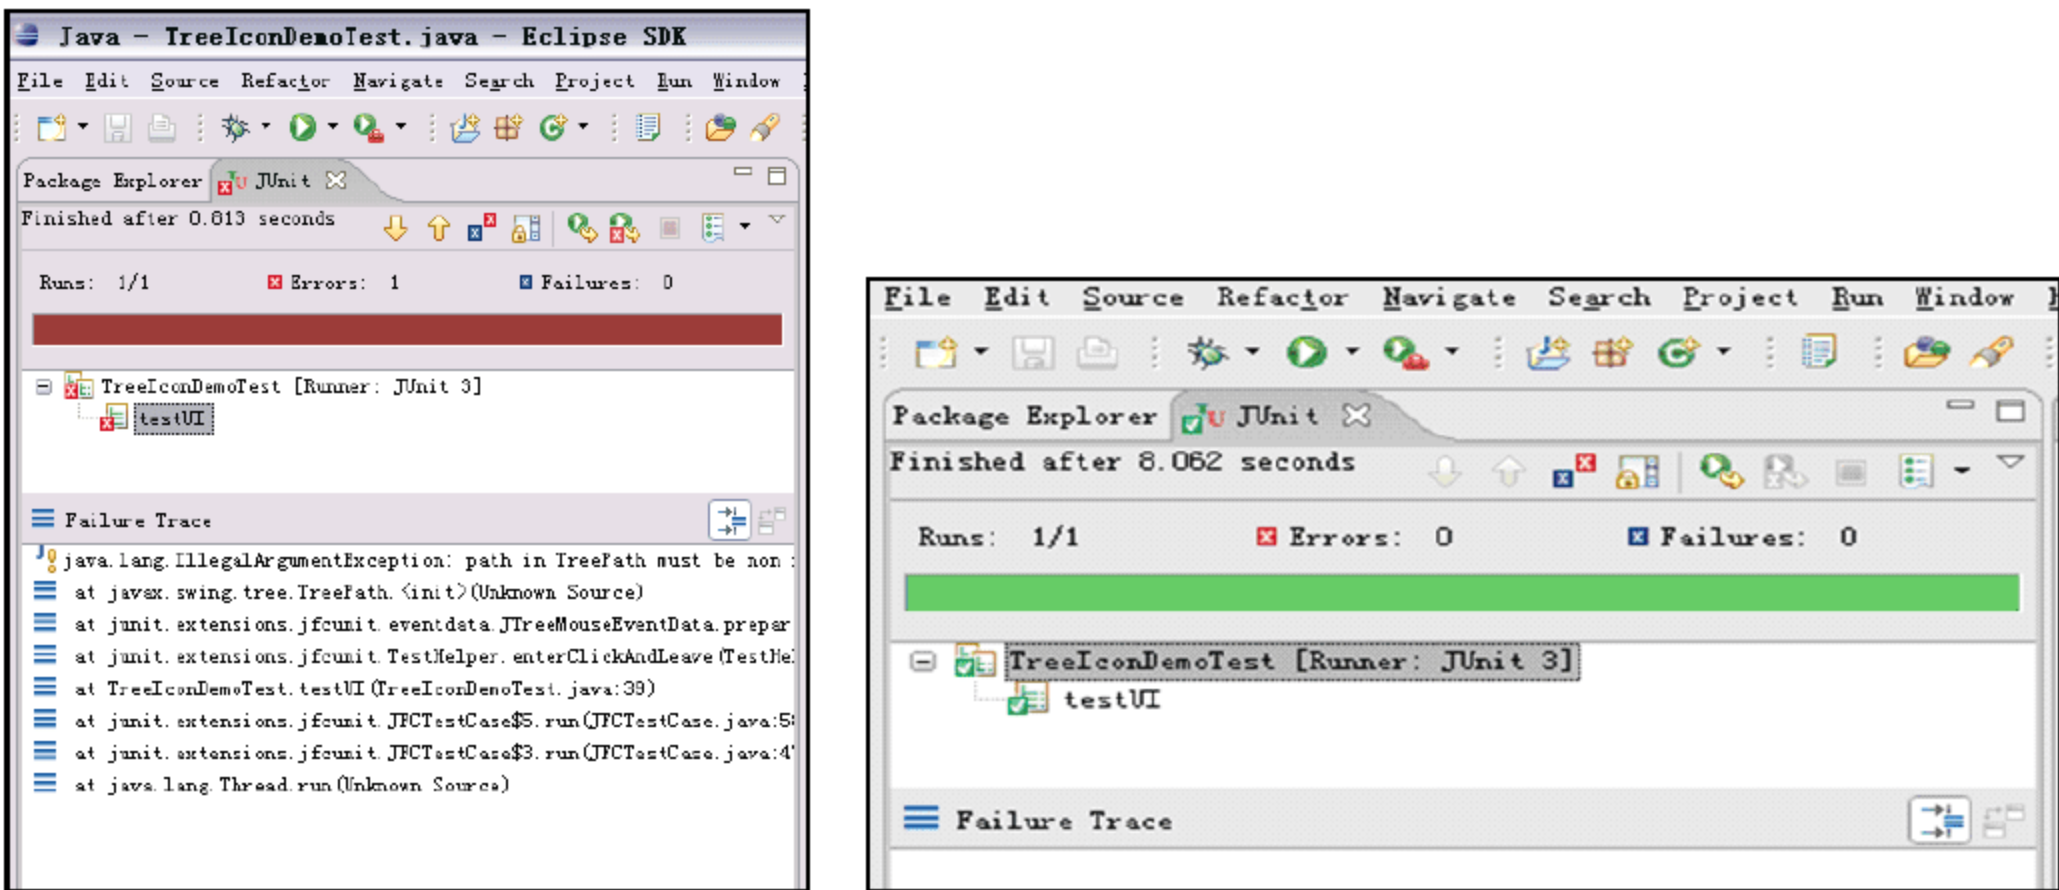 Java - TreeIconDemoTest.java - Eclipse SDK
File Edit Source Refactor Navigate Search Project Run Window
Package Explorer JUnit
Finished after 0.813 seconds
Runs: 1/1 Errors: 1 Failures: 0
TreeIconDemoTest [Runner: JUnit 3]
testUI
Failure Trace
java.lang.IllegalArgumentException: path in TreePath must be non
at javax.swing.tree.TreePath.<init>(Unknown Source)
at junit.extensions.jfcunit.eventdata.JTreeMouseEventData.prepar
at junit.extensions.jfcunit.TestHelper.enterClickAndLeave(TestHe
at TreeIconDemoTest.testUI(TreeIconDemoTest.java:39)
at junit.extensions.jfcunit.JFCTestCase$5.run(JFCTestCase.java:5
at junit.extensions.jfcunit.JFCTestCase$3.run(JFCTestCase.java:4
at java.lang.Thread.run(Unknown Source)
File Edit Source Refactor Navigate Search Project Run Window
Package Explorer JUnit
Finished after 8.062 seconds
Runs: 1/1 Errors: 0 Failures: 0
TreeIconDemoTest [Runner: JUnit 3]
testUI
Failure Trace